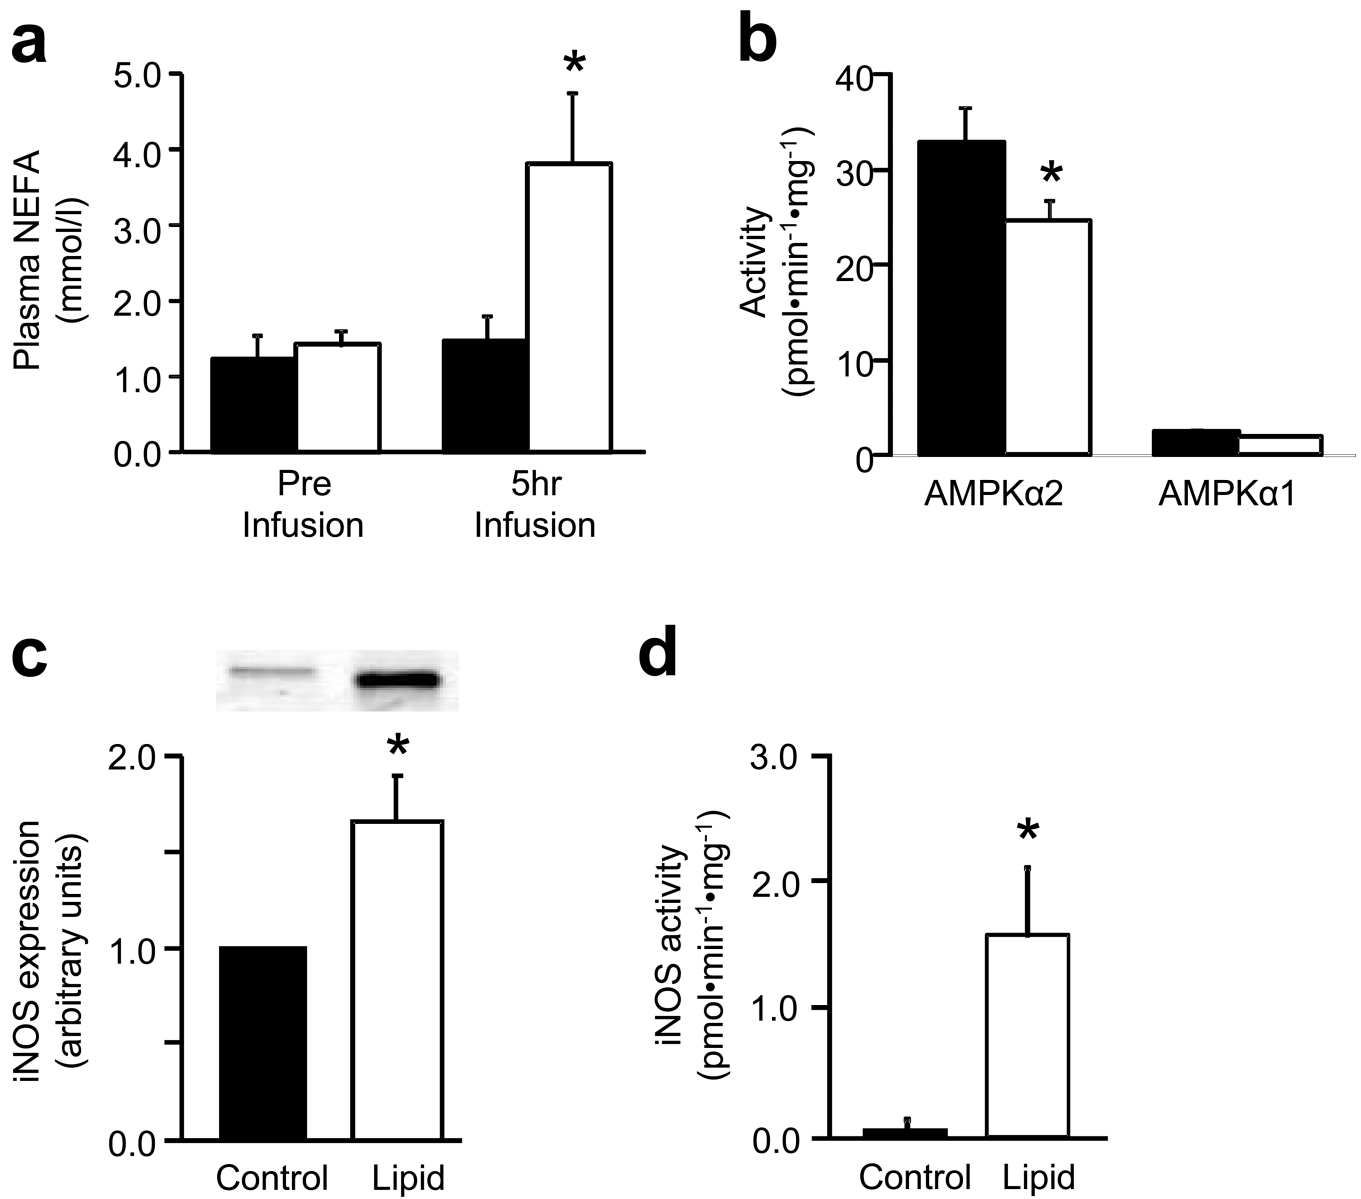 a
5.0
4.0
3.0
2.0
1.0
0.0
Plasma NEFA
(mmol/l)
*
Pre
Infusion
5hr
Infusion
b
40
30
20
10
0
Activity
(pmol•min⁻¹•mg⁻¹)
*
AMPKα2
AMPKα1
c
2.0
1.0
0.0
iNOS expression
(arbitrary units)
*
Control
Lipid
d
3.0
2.0
1.0
0.0
iNOS activity
(pmol•min⁻¹•mg⁻¹)
*
Control
Lipid